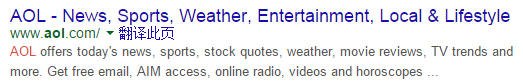 AOL - News, Sports, Weather, Entertainment, Local & Lifestyle
www.aol.com/ 翻译此页
AOL offers today's news, sports, stock quotes, weather, movie reviews, TV trends and
more. Get free email, AIM access, online radio, videos and horoscopes ...